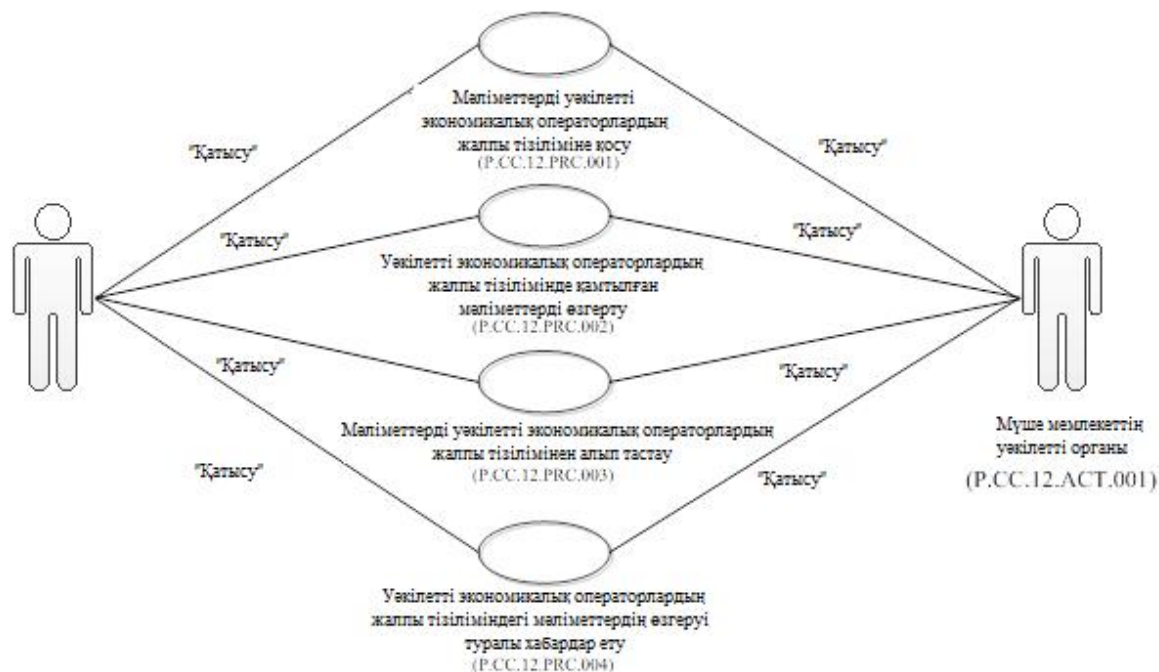 Мәліметтерді уәкілетті
экономикалық операторлардың
жалпы тізіліміне қосу
(P.CC.12.PRC.001)
"Қатысу"
"Қатысу"
"Қатысу"
"Қатысу"
Уәкілетті экономикалық операторлардың
жалпы тізілімінде қамтылған
мәліметтерді өзгерту
(P.CC.12.PRC.002)
"Қатысу"
"Қатысу"
Мәліметтерді уәкілетті экономикалық операторлардың
жалпы тізілімінен алып тастау
(P.CC.12.PRC.003)
Мүше мемлекеттің
уәкілетті органы
(P.CC.12.ACT.001)
"Қатысу"
"Қатысу"
Уәкілетті экономикалық операторлардың
жалпы тізіліміндегі мәліметтердің өзгеруі
туралы хабардар ету
(P.CC.12.PRC.004)